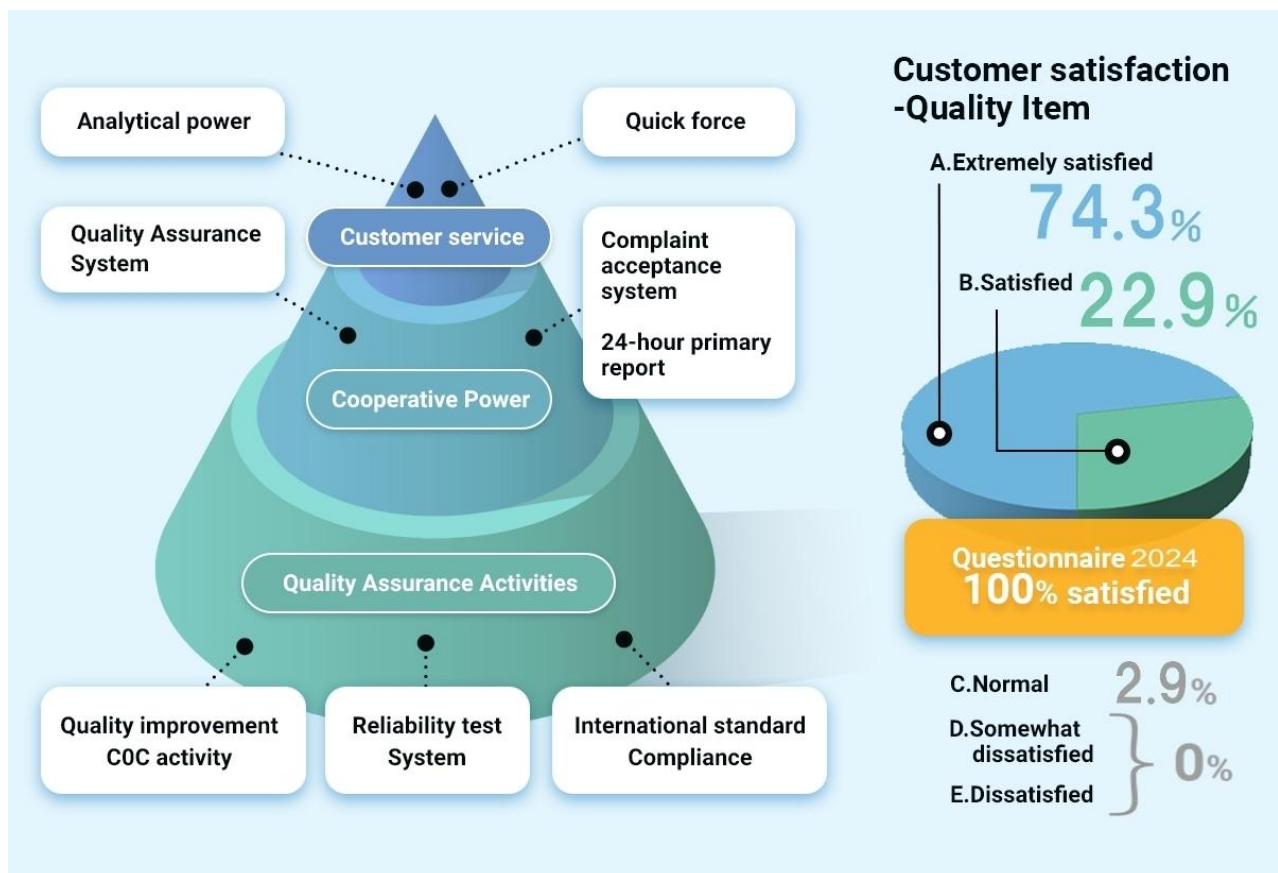 Analytical power
Quick force
Customer service
Quality Assurance
System
Complaint
acceptance
system
24-hour primary
report
Cooperative Power
Quality Assurance Activities
Quality improvement
C0C activity
Reliability test
System
International standard
Compliance
Customer satisfaction
-Quality Item
A.Extremely satisfied
74.3%
B.Satisfied
22.9%
Questionnaire 2024
100% satisfied
C.Normal
2.9%
D.Somewhat
dissatisfied
E.Dissatisfied
0%